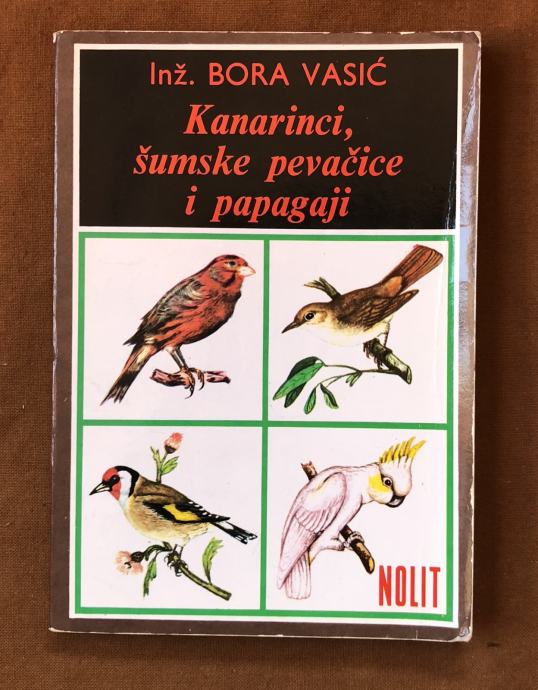 Inž. BORA VASIĆ
Kanarinci,
šumske pevačice
i papagaji
NOLIT